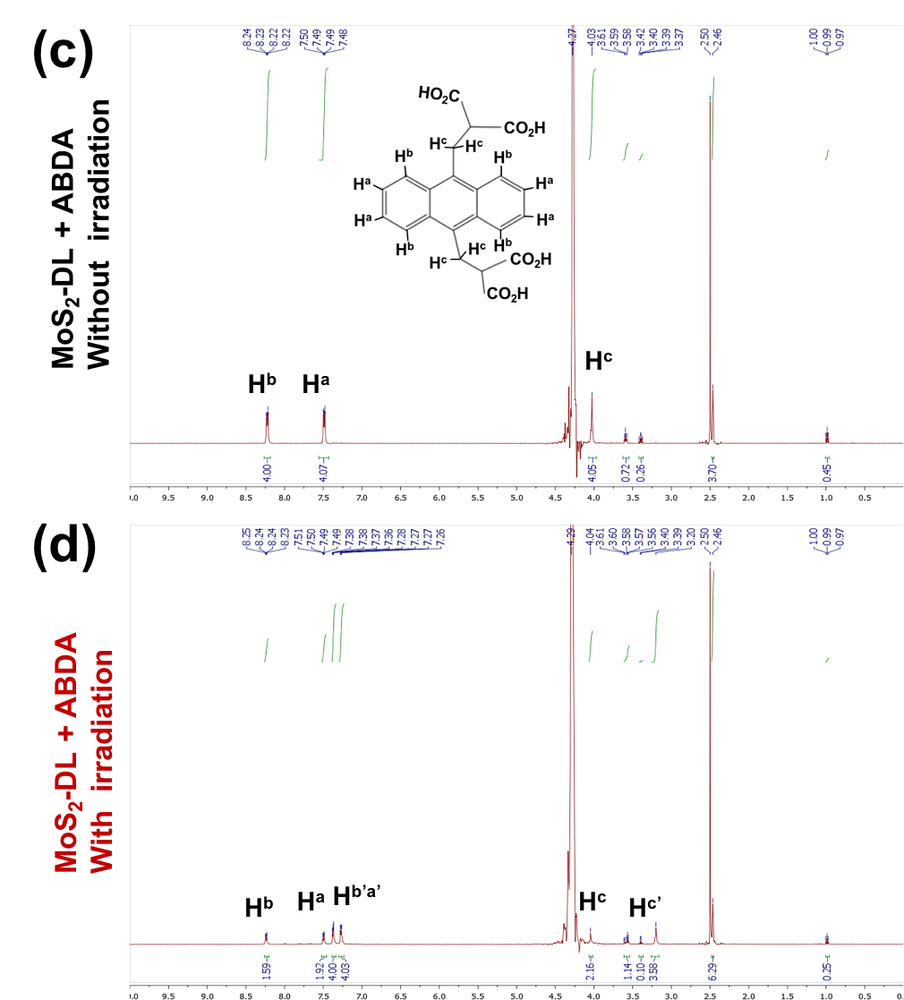 (c)
MoS₂-DL + ABDA
Without irradiation
8.24
8.23
8.22
8.22
7.50
7.49
7.49
7.48
4.27
4.03
3.61
3.59
3.58
3.42
3.40
3.39
3.37
2.50
2.46
1.00
0.99
0.97
HO₂C
CO₂H
Hᶜ Hᶜ
Hᵇ Hᵇ
Hᵃ Hᵃ
Hᵃ Hᵃ
Hᵇ Hᵇ
Hᶜ Hᶜ
CO₂H
CO₂H
Hᵇ Hᵃ Hᶜ
4.00 4.07 4.05 0.72 0.26 3.70 0.45
9.5 9.0 8.5 8.0 7.5 7.0 6.5 6.0 5.5 5.0 4.5 4.0 3.5 3.0 2.5 2.0 1.5 1.0 0.5
(d)
MoS₂-DL + ABDA
With irradiation
8.25
8.24
8.24
8.23
7.51
7.50
7.49
7.49
7.38
7.38
7.37
7.36
7.28
7.27
7.27
7.26
4.29
4.04
3.61
3.60
3.58
3.57
3.56
3.40
3.39
3.20
2.50
2.46
1.00
0.99
0.97
Hᵇ Hᵃ Hᵇ’ᵃ’ Hᶜ Hᶜ’
1.59 1.92 4.00 4.03 2.16 1.14 0.10 3.58 6.29 0.25
9.5 9.0 8.5 8.0 7.5 7.0 6.5 6.0 5.5 5.0 4.5 4.0 3.5 3.0 2.5 2.0 1.5 1.0 0.5